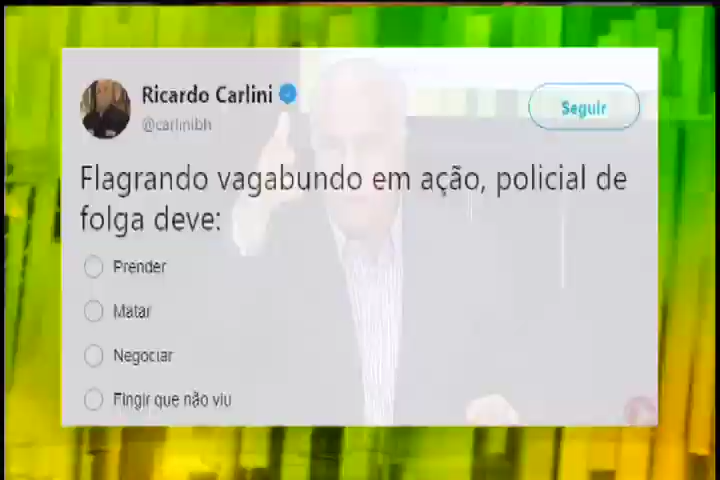 Ricardo Carlini
Seguir
@carlinibh
Flagrando vagabundo em ação, policial de
folga deve:
Prender
Matar
Negociar
Fingir que não viu